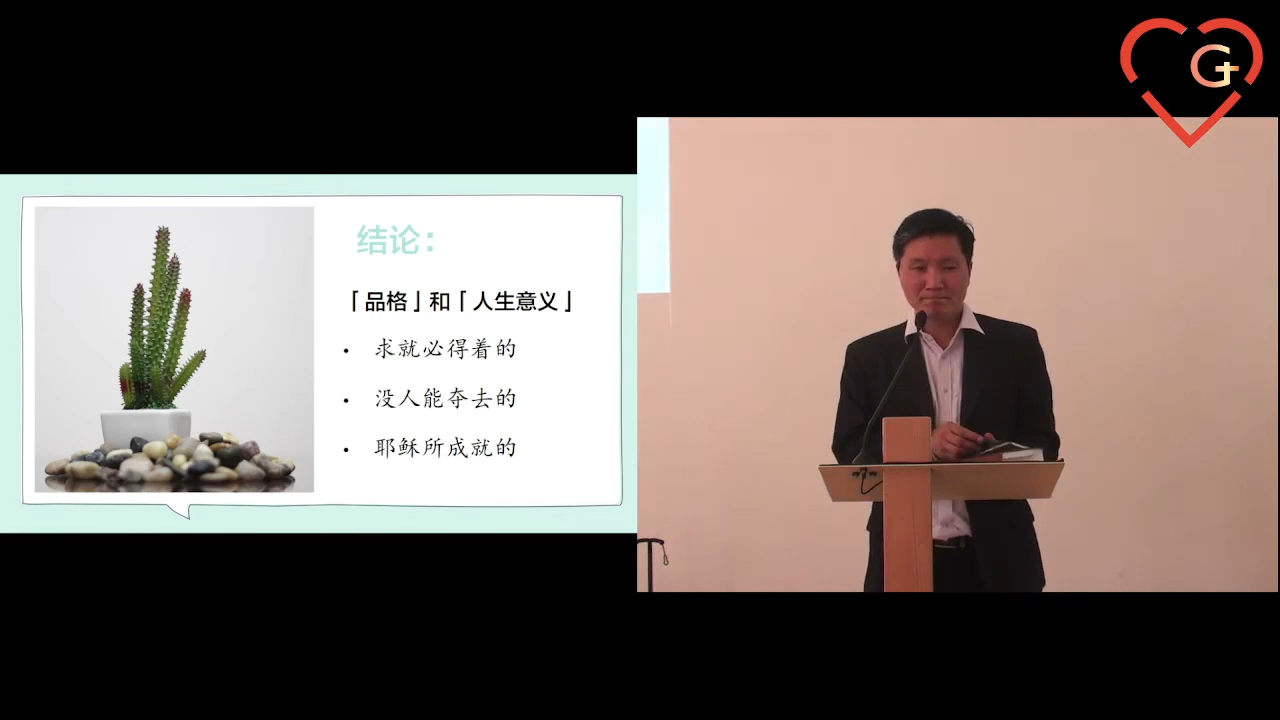 结论：
「品格」和「人生意义」
• 求就必得着的
• 没人能夺去的
• 耶稣所成就的
G